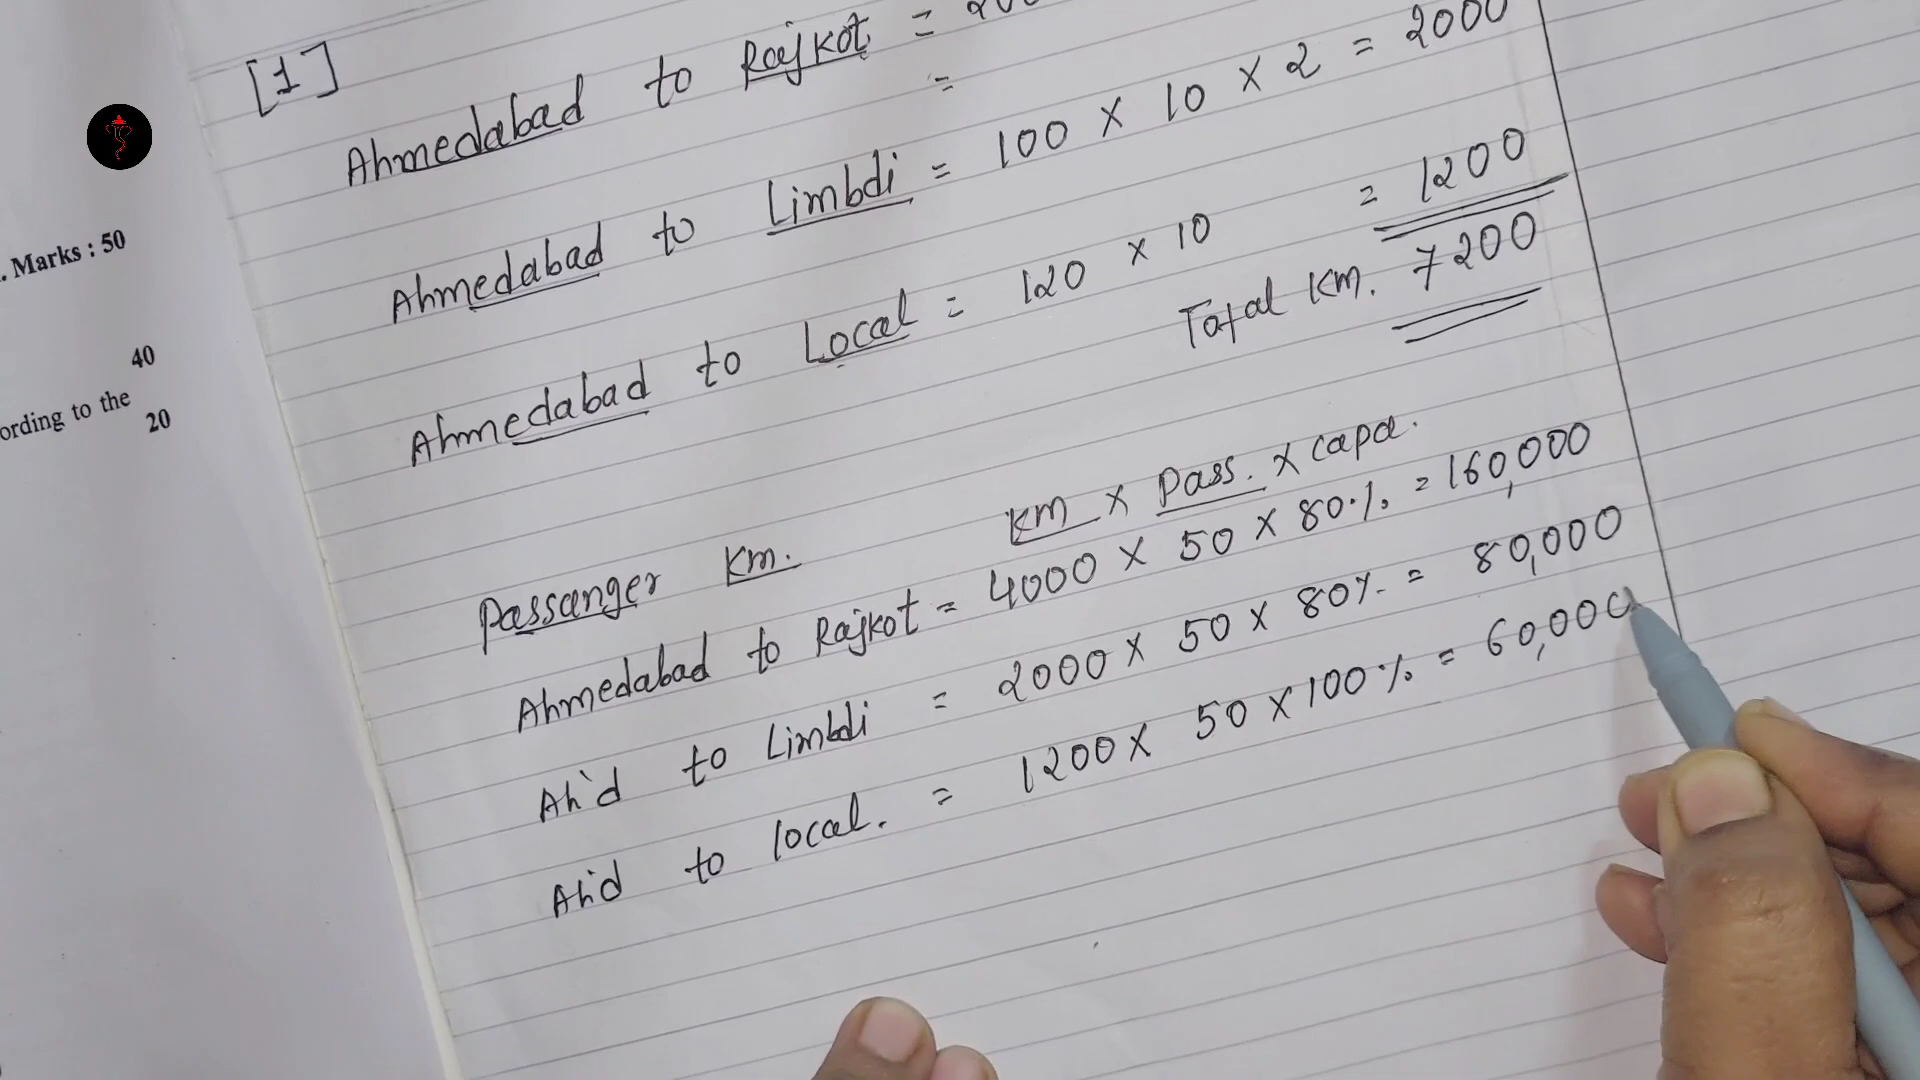 [1]
Ahmedabad to Rajkot =
=
Ahmedabad to Limbdi = 100 x 10 x 2 = 2000
Ahmedabad to Local = 120 x 10 = 1200
Total Km. 7200
Passanger Km. Km x Pass. x capa.
Ahmedabad to Rajkot = 4000 x 50 x 80% = 160,000
Ah'd to Limbdi = 2000 x 50 x 80% = 80,000
Ah'd to local. = 1200 x 50 x 100% = 60,000
. Marks : 50
40
ording to the
20